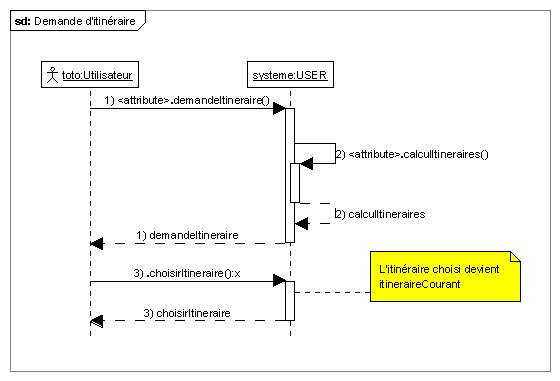 sd: Demande d'itinéraire
toto:Utilisateur
systeme:USER
1) <attribute>.demandeItineraire()
2) <attribute>.calculItineraires()
2) calculItineraires
1) demandeItineraire
3) .choisirItineraire():x
L'itinéraire choisi devient
itineraireCourant
3) choisirItineraire